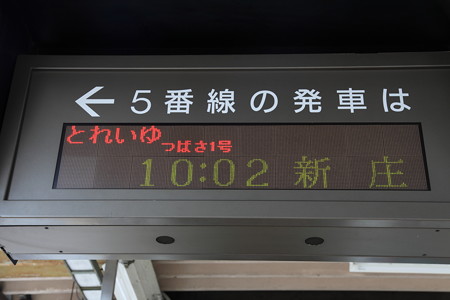 ←5番線の発車は
とれいゆ つばさ1号
10:02 新 庄